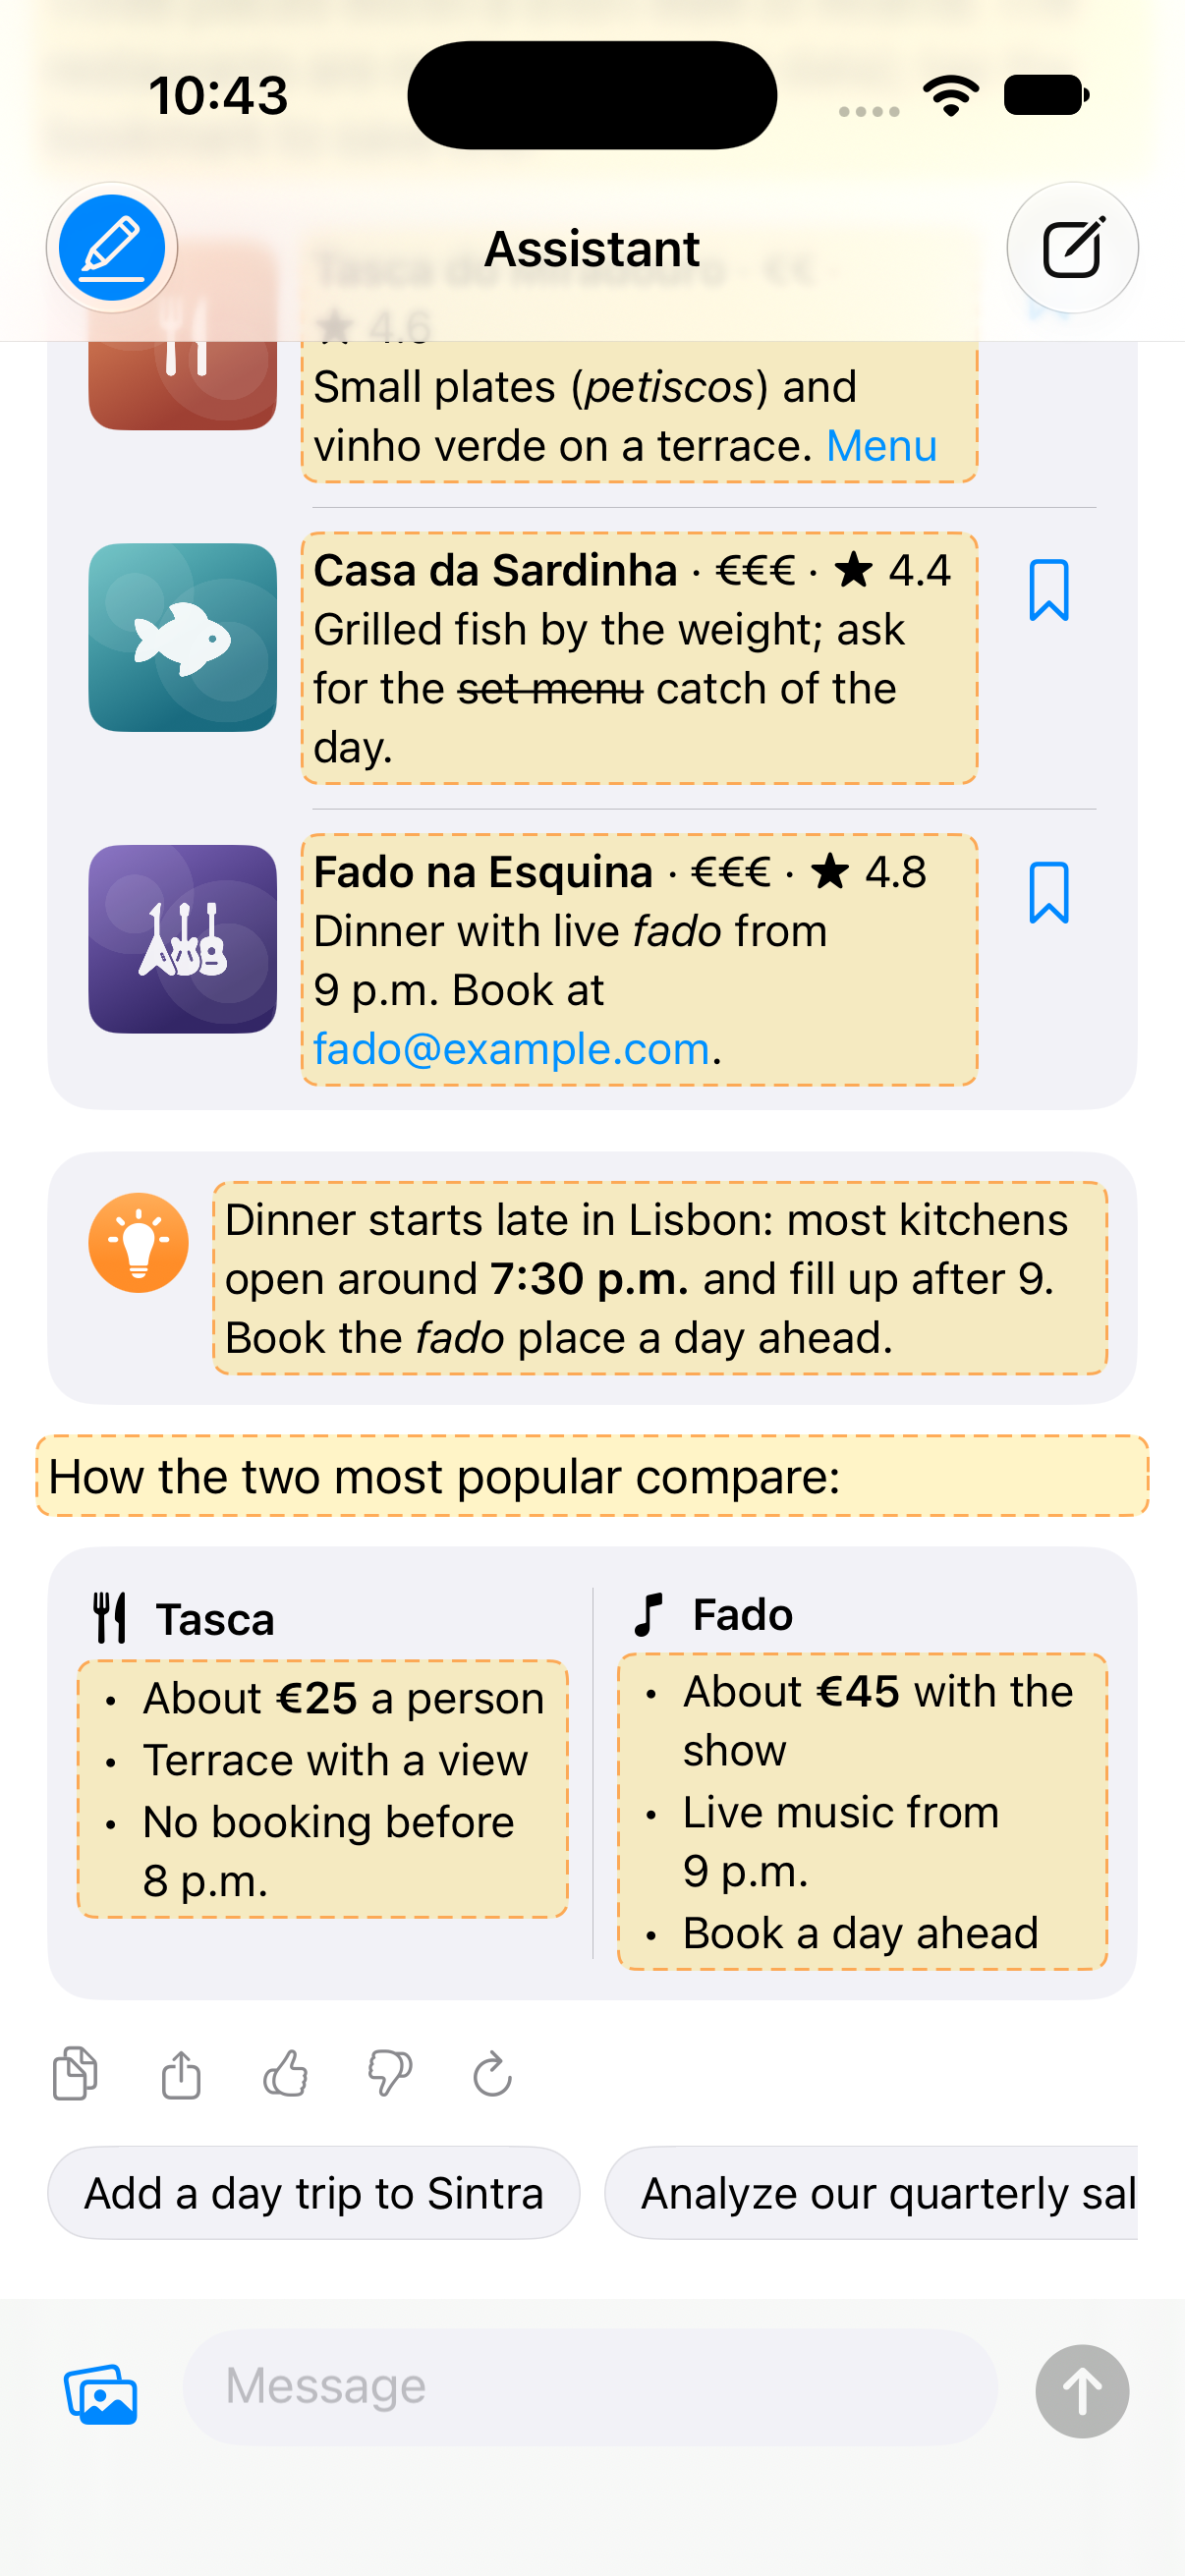 10:43
Assistant
★ 4.6
Small plates (petiscos) and
vinho verde on a terrace. Menu
Casa da Sardinha · €€€ · ★ 4.4
Grilled fish by the weight; ask
for the set menu catch of the
day.
Fado na Esquina · €€€ · ★ 4.8
Dinner with live fado from
9 p.m. Book at
fado@example.com.
Dinner starts late in Lisbon: most kitchens
open around 7:30 p.m. and fill up after 9.
Book the fado place a day ahead.
How the two most popular compare:
Tasca
• About €25 a person
• Terrace with a view
• No booking before
8 p.m.
Fado
• About €45 with the
show
• Live music from
9 p.m.
• Book a day ahead
Add a day trip to Sintra
Analyze our quarterly sal
Message